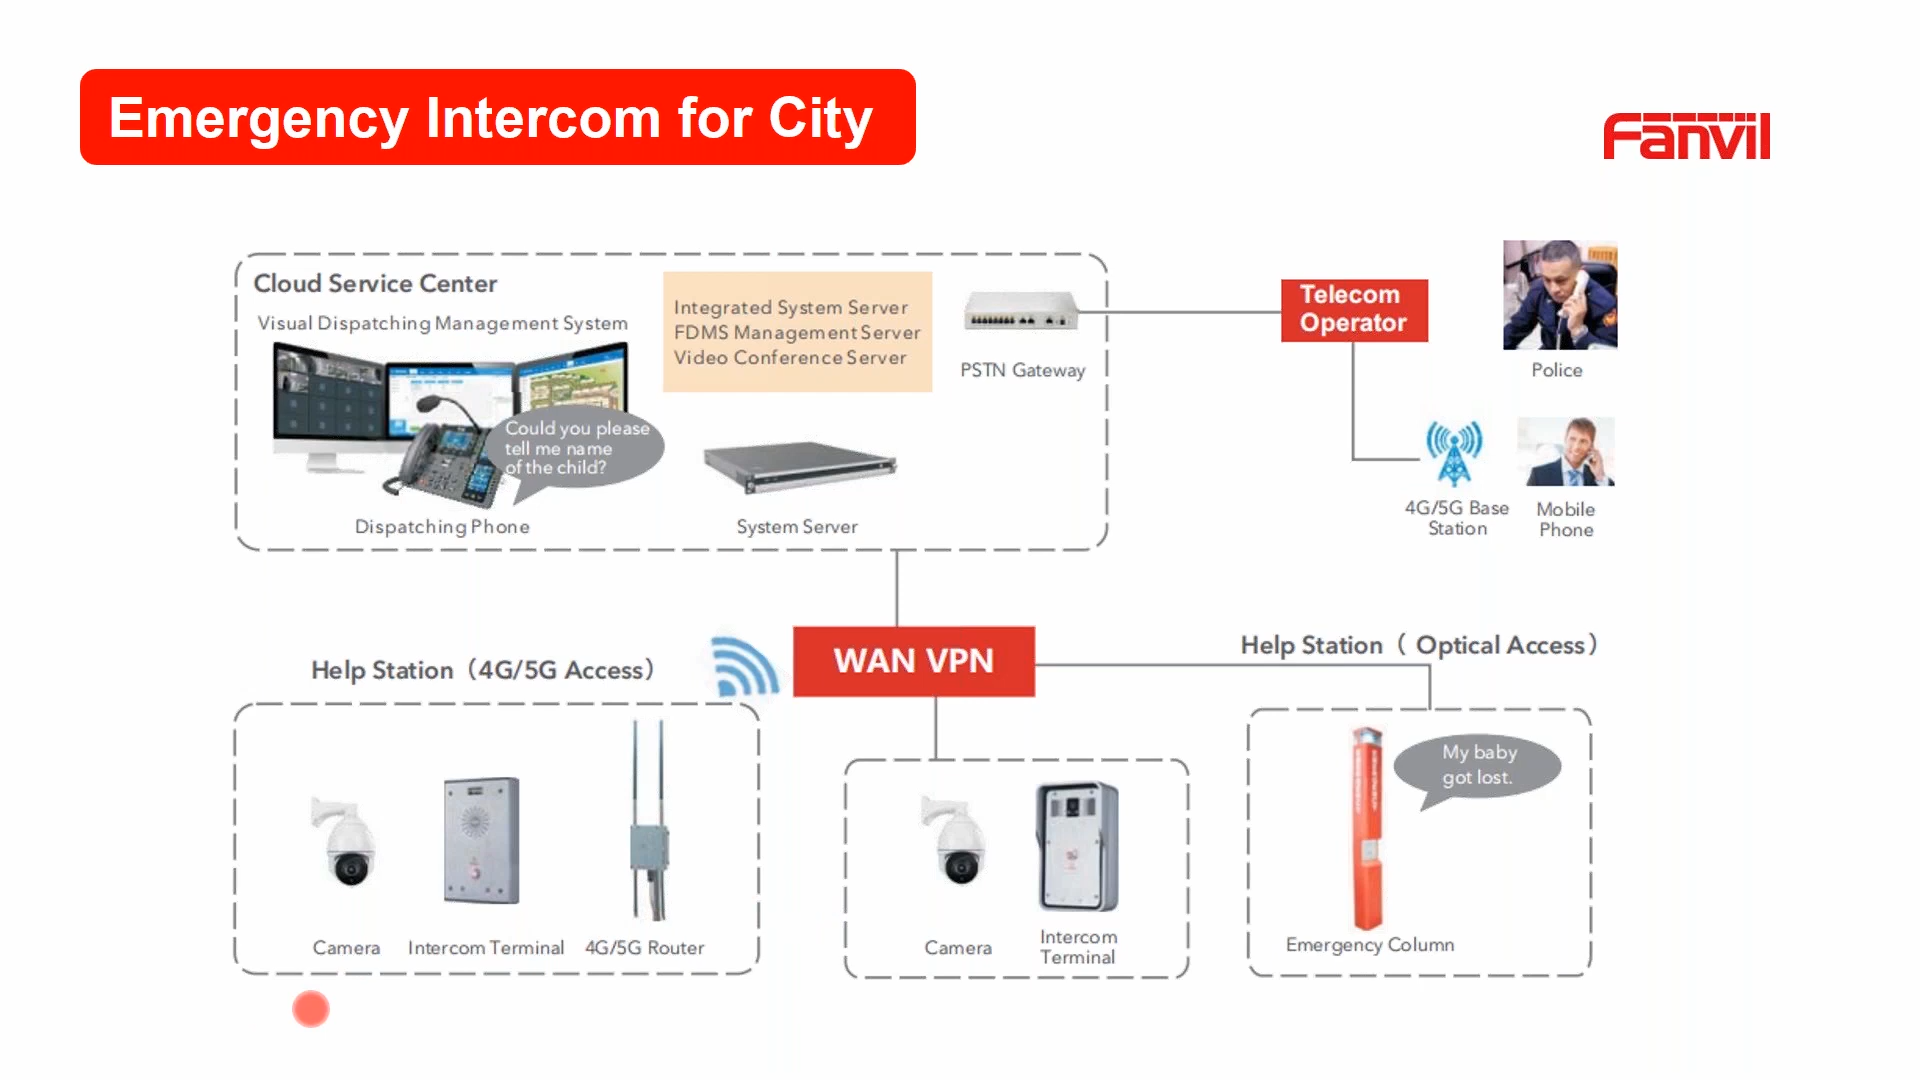 Emergency Intercom for City
Fanvil
Cloud Service Center
Visual Dispatching Management System
Integrated System Server
FDMS Management Server
Video Conference Server
PSTN Gateway
Telecom
Operator
Police
Could you please
tell me name
of the child?
Dispatching Phone
System Server
4G/5G Base
Station
Mobile
Phone
WAN VPN
Help Station（4G/5G Access）
Help Station（ Optical Access）
My baby
got lost.
Camera
Intercom Terminal
4G/5G Router
Camera
Intercom
Terminal
Emergency Column